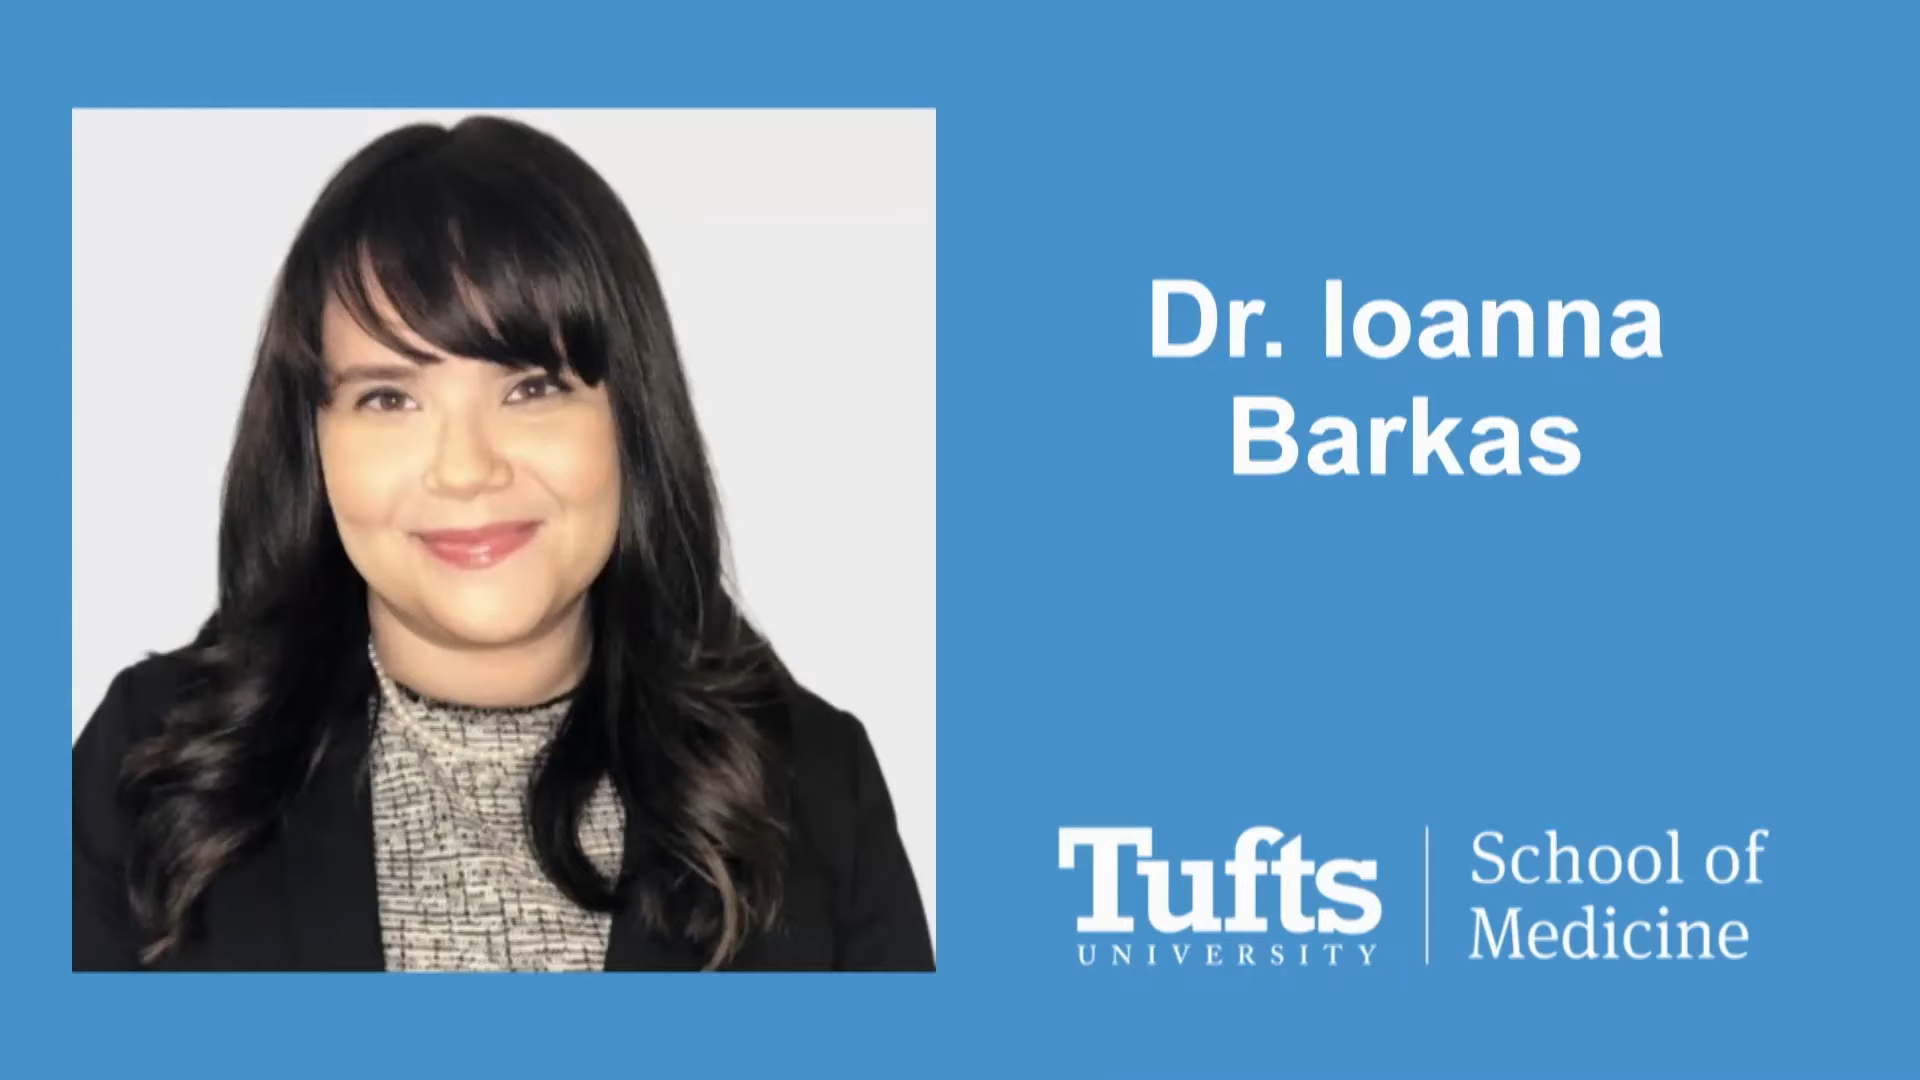 Dr. Ioanna
Barkas
Tufts
UNIVERSITY
School of
Medicine